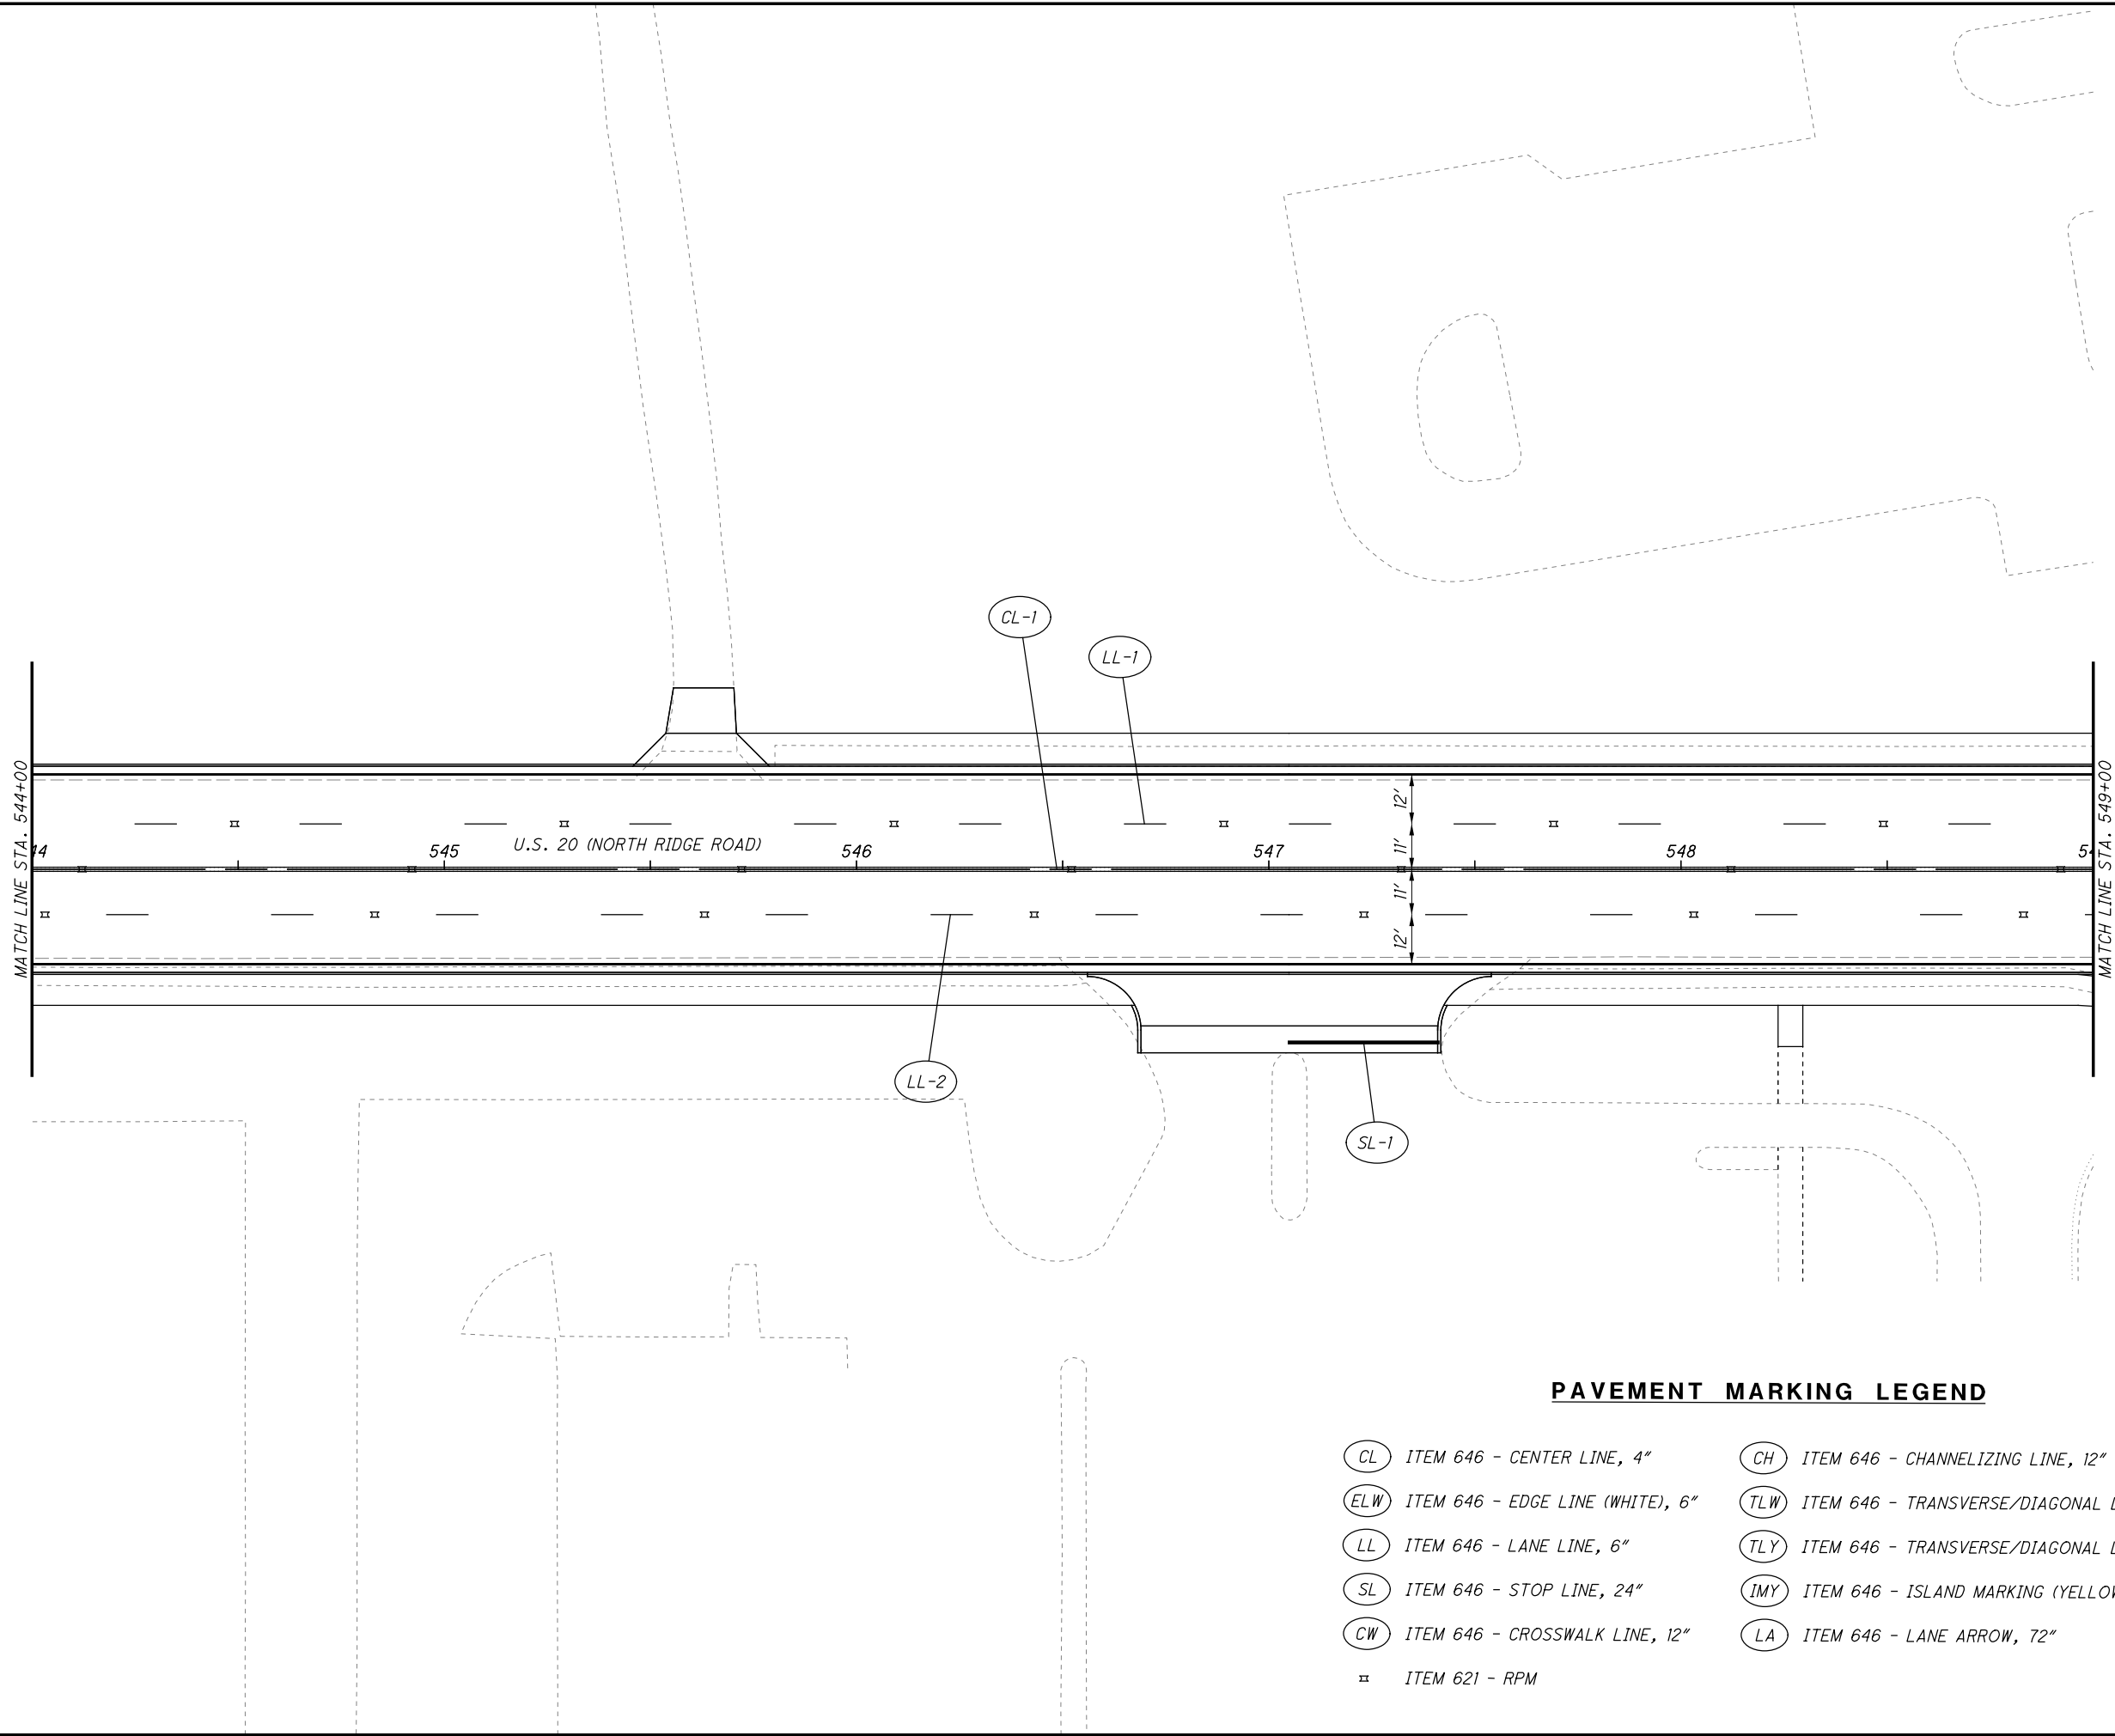 CL-1
LL-1
MATCH LINE STA. 544+00
MATCH LINE STA. 549+00
12'
11'
U.S. 20 (NORTH RIDGE ROAD)
44
545
546
547
548
54
11'
12'
LL-2
SL-1
PAVEMENT MARKING LEGEND
CL ITEM 646 - CENTER LINE, 4"
CH ITEM 646 - CHANNELIZING LINE, 12"
ELW ITEM 646 - EDGE LINE (WHITE), 6"
TLW ITEM 646 - TRANSVERSE/DIAGONAL
LL ITEM 646 - LANE LINE, 6"
TLY ITEM 646 - TRANSVERSE/DIAGONAL
SL ITEM 646 - STOP LINE, 24"
IMY ITEM 646 - ISLAND MARKING (YELLOW
CW ITEM 646 - CROSSWALK LINE, 12"
LA ITEM 646 - LANE ARROW, 72"
ITEM 621 - RPM